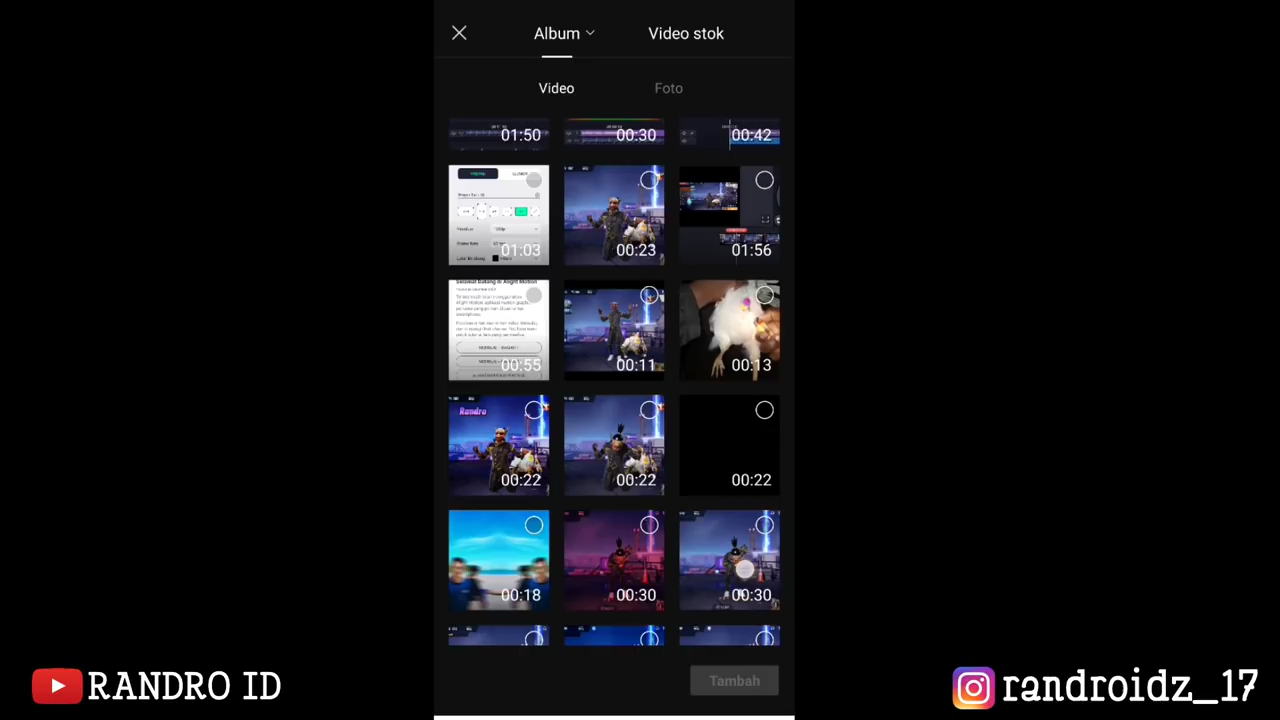 Album
Video stok
Video
Foto
01:50
00:30
00:42
01:03
00:23
01:56
00:55
00:11
00:13
Randro
00:22
00:22
00:22
00:18
00:30
00:30
Tambah
RANDRO ID
randroidz_17